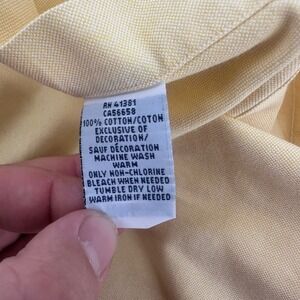 RN 41381
CA56658
100% COTTON/COTON
EXCLUSIVE OF
DECORATION/
SAUF DÉCORATION
MACHINE WASH
WARM
ONLY NON-CHLORINE
BLEACH WHEN NEEDED
TUMBLE DRY LOW
WARM IRON IF NEEDED